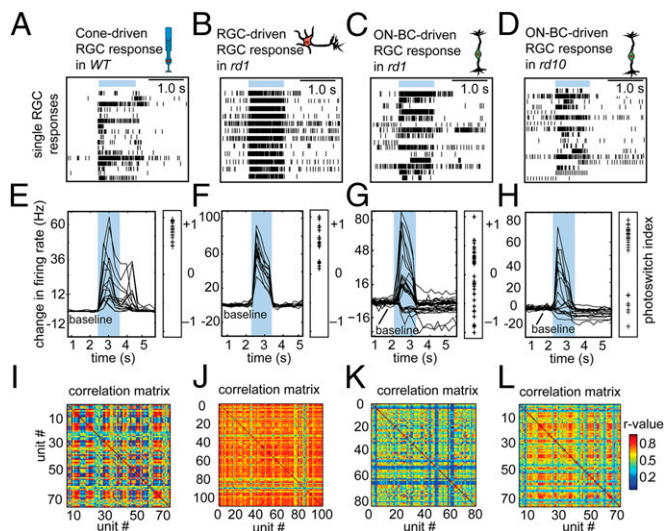 A Cone-driven RGC response in WT
B RGC-driven RGC response in rd1
C ON-BC-driven RGC response in rd1
D ON-BC-driven RGC response in rd10
1.0 s 1.0 s 1.0 s 1.0 s
single RGC responses
E F G H
change in firing rate (Hz)
60 36 12 -12
+1 0 −1
100 80 60 40 20 0 -20
+1 0 −1
80 48 16 -16
+1 0 −1
80 60 40 20 0 -20
photoswitch index
baseline baseline baseline baseline
1 2 3 4 5 1 2 3 4 5 1 2 3 4 5 1 2 3 4 5
time (s) time (s) time (s) time (s)
I correlation matrix
J correlation matrix
K correlation matrix
L correlation matrix
unit #
10 30 50 70
0 20 40 60 80 100
0 20 40 60 80
10 30 50 70
r-value
0.8
0.6
0.2
10 30 50 70
0 20 40 60 80 100
0 20 40 60 80
10 30 50 70
unit # unit # unit # unit #